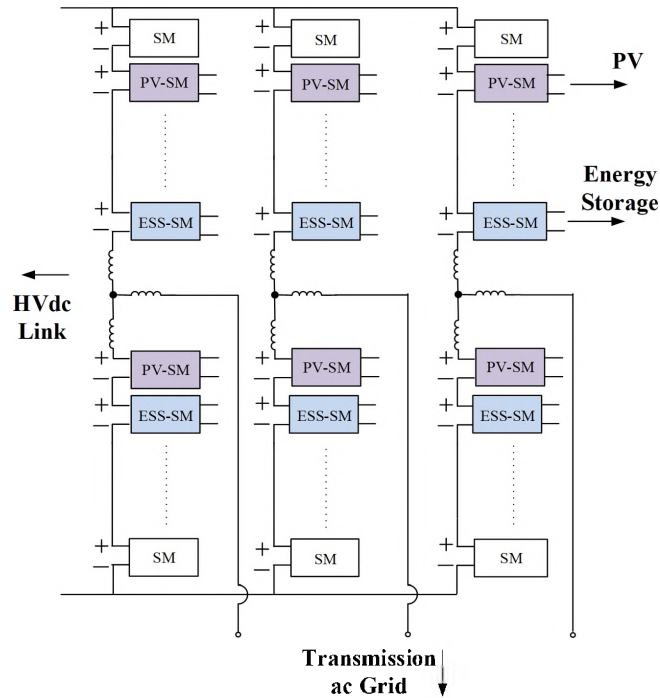 + SM + SM + SM
− − −
+ PV-SM + PV-SM + PV-SM PV
− − −
Energy
Storage
+ ESS-SM + ESS-SM + ESS-SM
− − −
HVdc
Link
+ PV-SM + PV-SM + PV-SM
− − −
+ ESS-SM + ESS-SM + ESS-SM
− − −
+ SM + SM + SM
− − −
Transmission
ac Grid